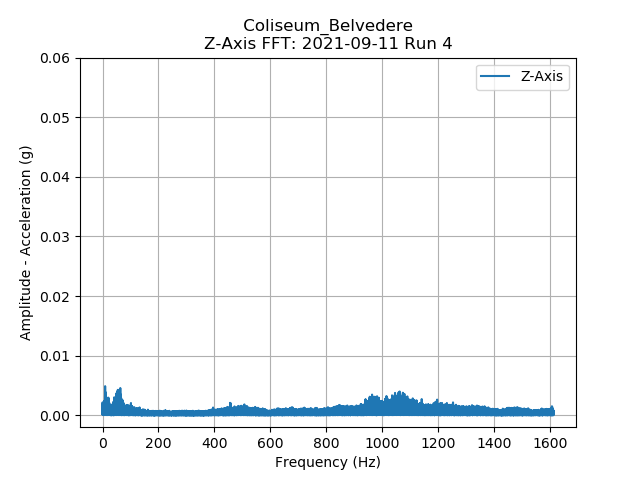 Coliseum_Belvedere
Z-Axis FFT: 2021-09-11 Run 4
Z-Axis
0.06
0.05
0.04
0.03
0.02
0.01
0.00
Amplitude - Acceleration (g)
0 200 400 600 800 1000 1200 1400 1600
Frequency (Hz)